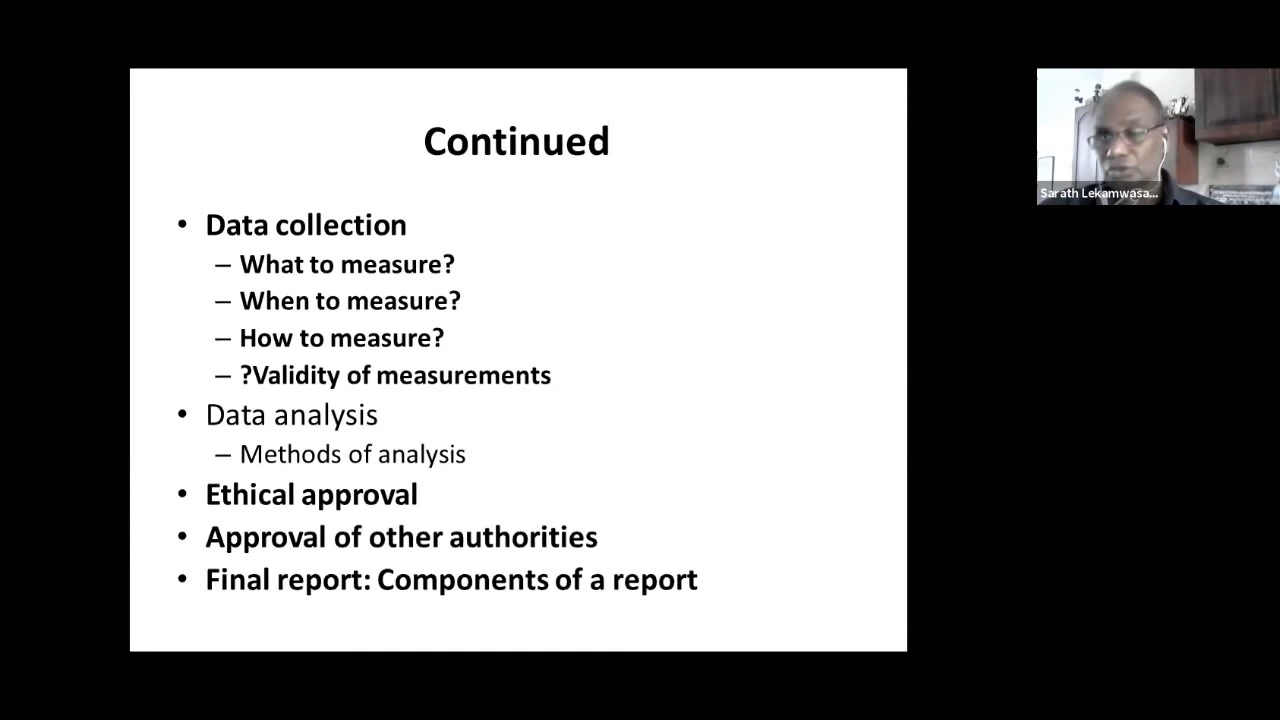 Continued
• Data collection
– What to measure?
– When to measure?
– How to measure?
– ?Validity of measurements
• Data analysis
– Methods of analysis
• Ethical approval
• Approval of other authorities
• Final report: Components of a report
Sarath Lekamwasa...